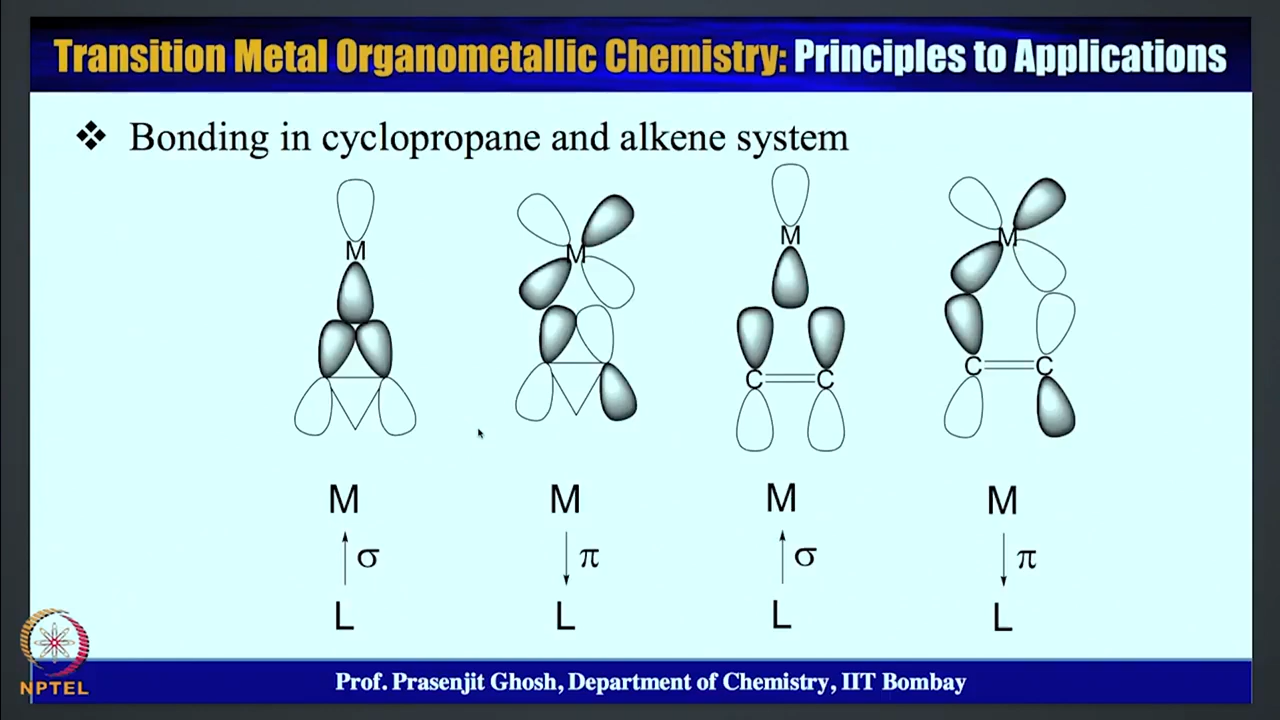 Transition Metal Organometallic Chemistry: Principles to Applications
❖ Bonding in cyclopropane and alkene system
M M M M
C C C C
M M M M
σ π σ π
L L L L
NPTEL
Prof. Prasenjit Ghosh, Department of Chemistry, IIT Bombay